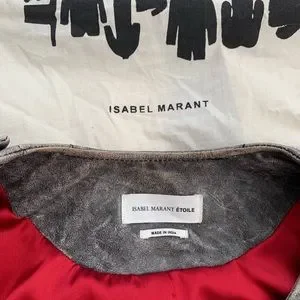 ISABEL MARANT
ISABEL MARANT ÉTOILE
MADE IN INDIA